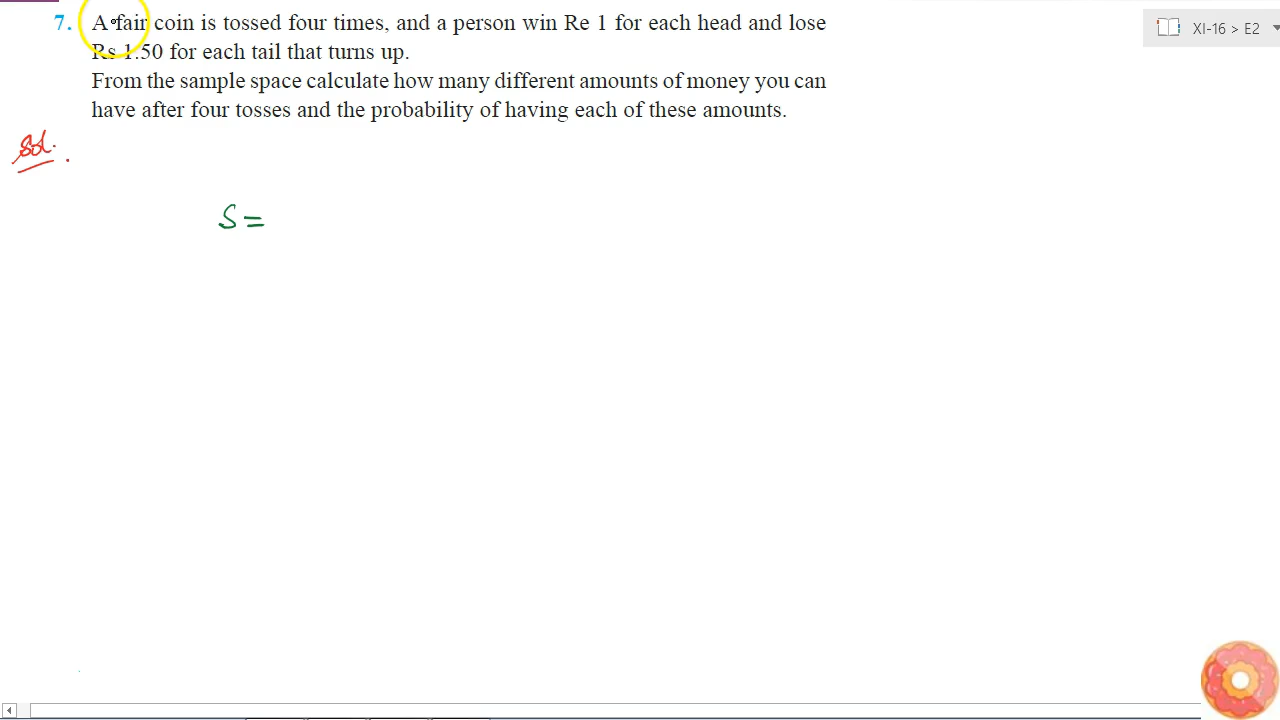 7. A fair coin is tossed four times, and a person win Re 1 for each head and lose
Rs 1.50 for each tail that turns up.
From the sample space calculate how many different amounts of money you can
have after four tosses and the probability of having each of these amounts.
Sol.
S =
XI-16 > E2